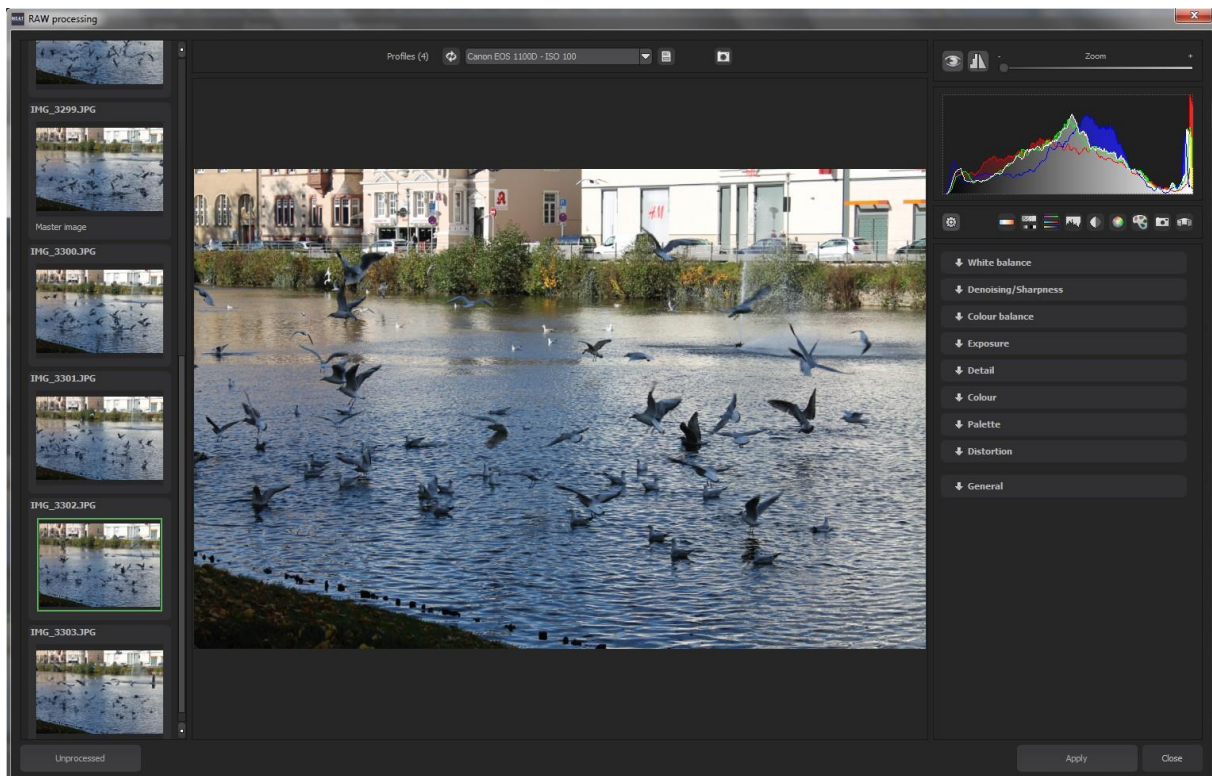 RAW processing
Profiles (4)
Canon EOS 1100D - ISO 100
- Zoom +
IMG_3299.JPG
Master image
IMG_3300.JPG
IMG_3301.JPG
IMG_3302.JPG
IMG_3303.JPG
A
H&M
White balance
Denoising/Sharpness
Colour balance
Exposure
Detail
Colour
Palette
Distortion
General
Unprocessed
Apply
Close